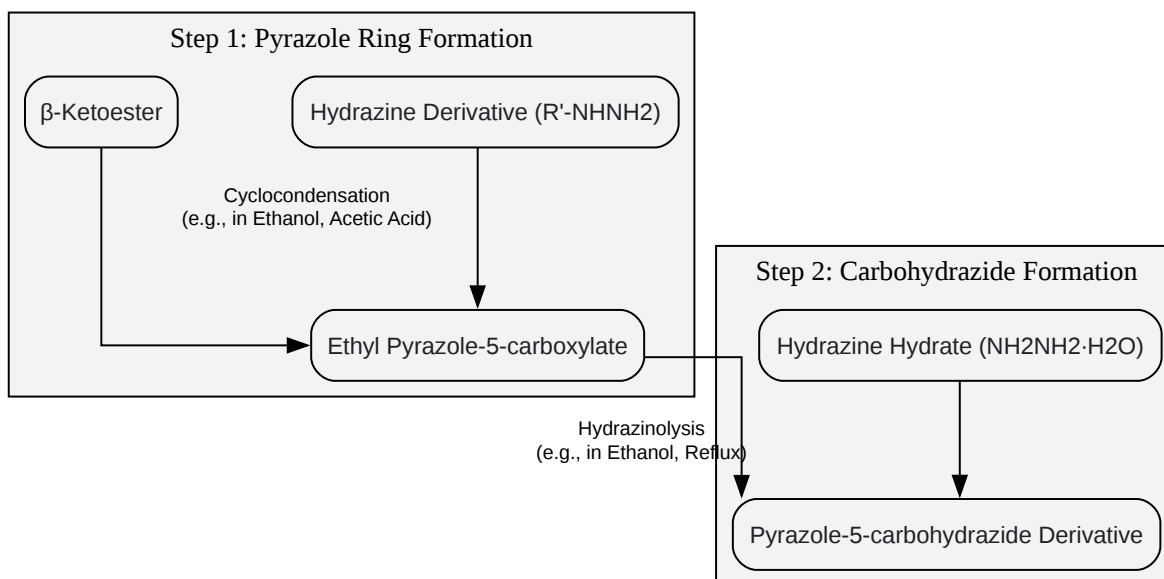 Step 1: Pyrazole Ring Formation
β-Ketoester
Hydrazine Derivative (R'-NHNH2)
Cyclocondensation
(e.g., in Ethanol, Acetic Acid)
Ethyl Pyrazole-5-carboxylate
Step 2: Carbohydrazide Formation
Hydrazine Hydrate (NH2NH2·H2O)
Hydrazinolysis
(e.g., in Ethanol, Reflux)
Pyrazole-5-carbohydrazide Derivative